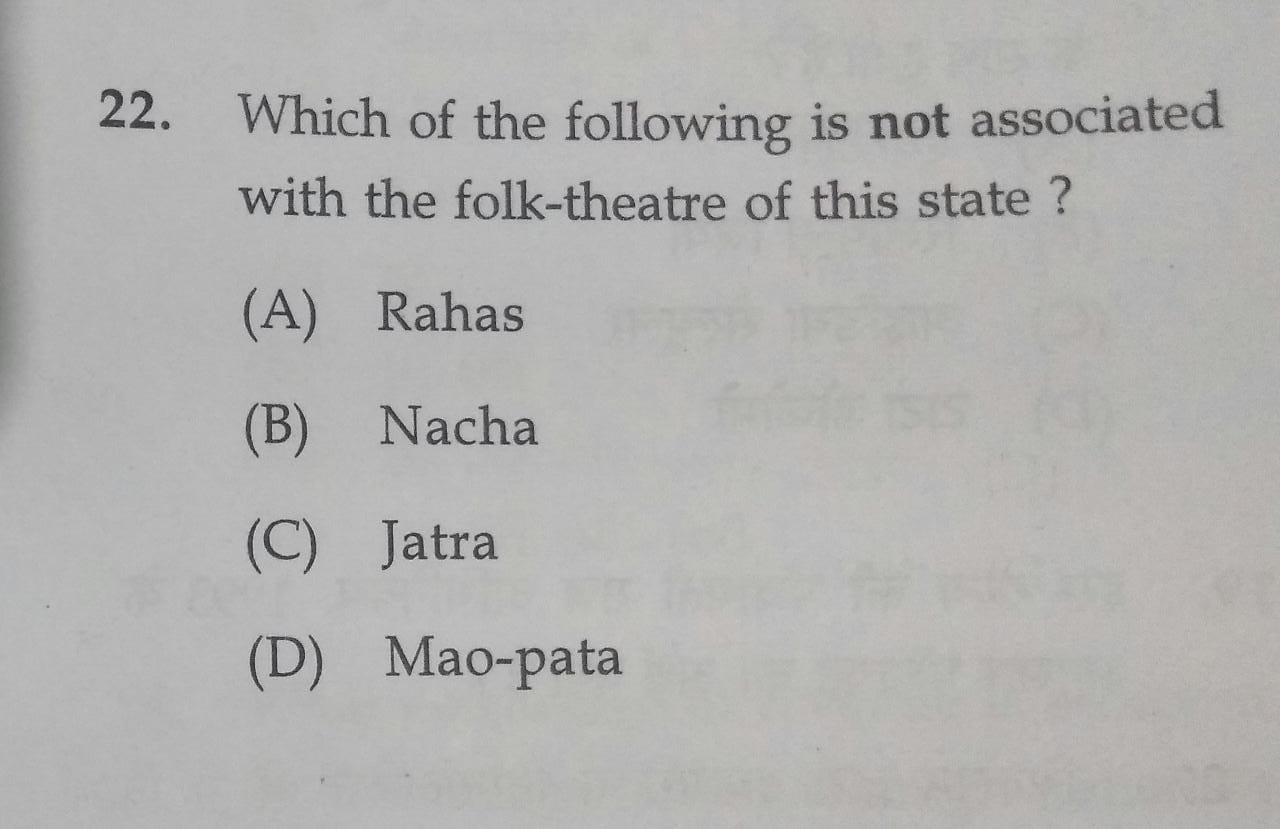 22. Which of the following is not associated
with the folk-theatre of this state ?
(A) Rahas
(B) Nacha
(C) Jatra
(D) Mao-pata